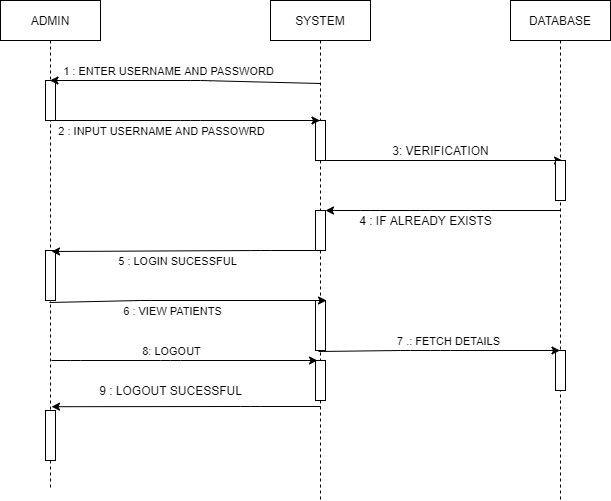 ADMIN
SYSTEM
DATABASE
1 : ENTER USERNAME AND PASSWORD
2 : INPUT USERNAME AND PASSOWRD
3: VERIFICATION
4 : IF ALREADY EXISTS
5 : LOGIN SUCESSFUL
6 : VIEW PATIENTS
7 .: FETCH DETAILS
8: LOGOUT
9 : LOGOUT SUCESSFUL